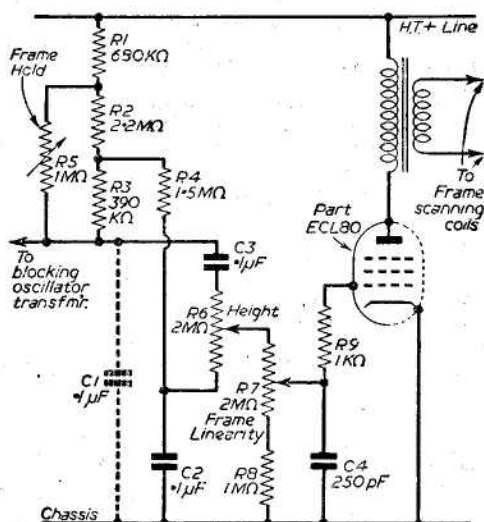 H.T.+ Line
Frame
Hold
R1
680KΩ
R2
2·2MΩ
R5
1MΩ
R3
390
KΩ
R4
1·5MΩ
To
Frame
scanning
coils
Part
ECL80
To
blocking
oscillator
transfmr.
C3
·1μF
R6
2MΩ
Height
R9
1KΩ
C1
·1μF
R7
2MΩ
Frame
Linearity
C2
·1μF
R8
1MΩ
C4
250pF
Chassis